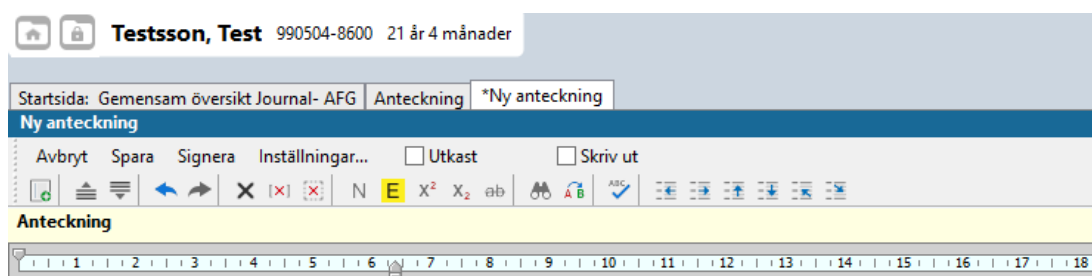 Testsson, Test 990504-8600 21 år 4 månader
Startsida: Gemensam översikt Journal- AFG Anteckning *Ny anteckning
Ny anteckning
Avbryt Spara Signera Inställningar... Utkast Skriv ut
N E X² X₂ ab A B ABC
Anteckning
1 2 3 4 5 6 7 8 9 10 11 12 13 14 15 16 17 18